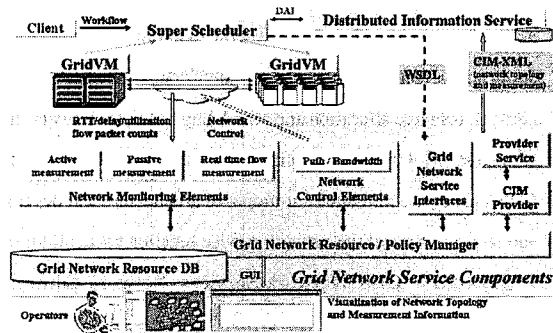 Client
Workflow
Super Scheduler
DAI
Distributed Information Service
GridVM
GridVM
WSDL
CIM-XML
(network topology
and measurement)
RTT/delay/utilization
flow packet counts
Network
Control
Active
measurement
Passive
measurement
Real time flow
measurement
Network Monitoring Elements
Path / Bandwidth
Network
Control Elements
Grid
Network
Service
Interfaces
Provider
Service
CIM
Provider
Grid Network Resource / Policy Manager
Grid Network Resource DB
GUI
Grid Network Service Components
Operators
Visualization of Network Topology
and Measurement Information